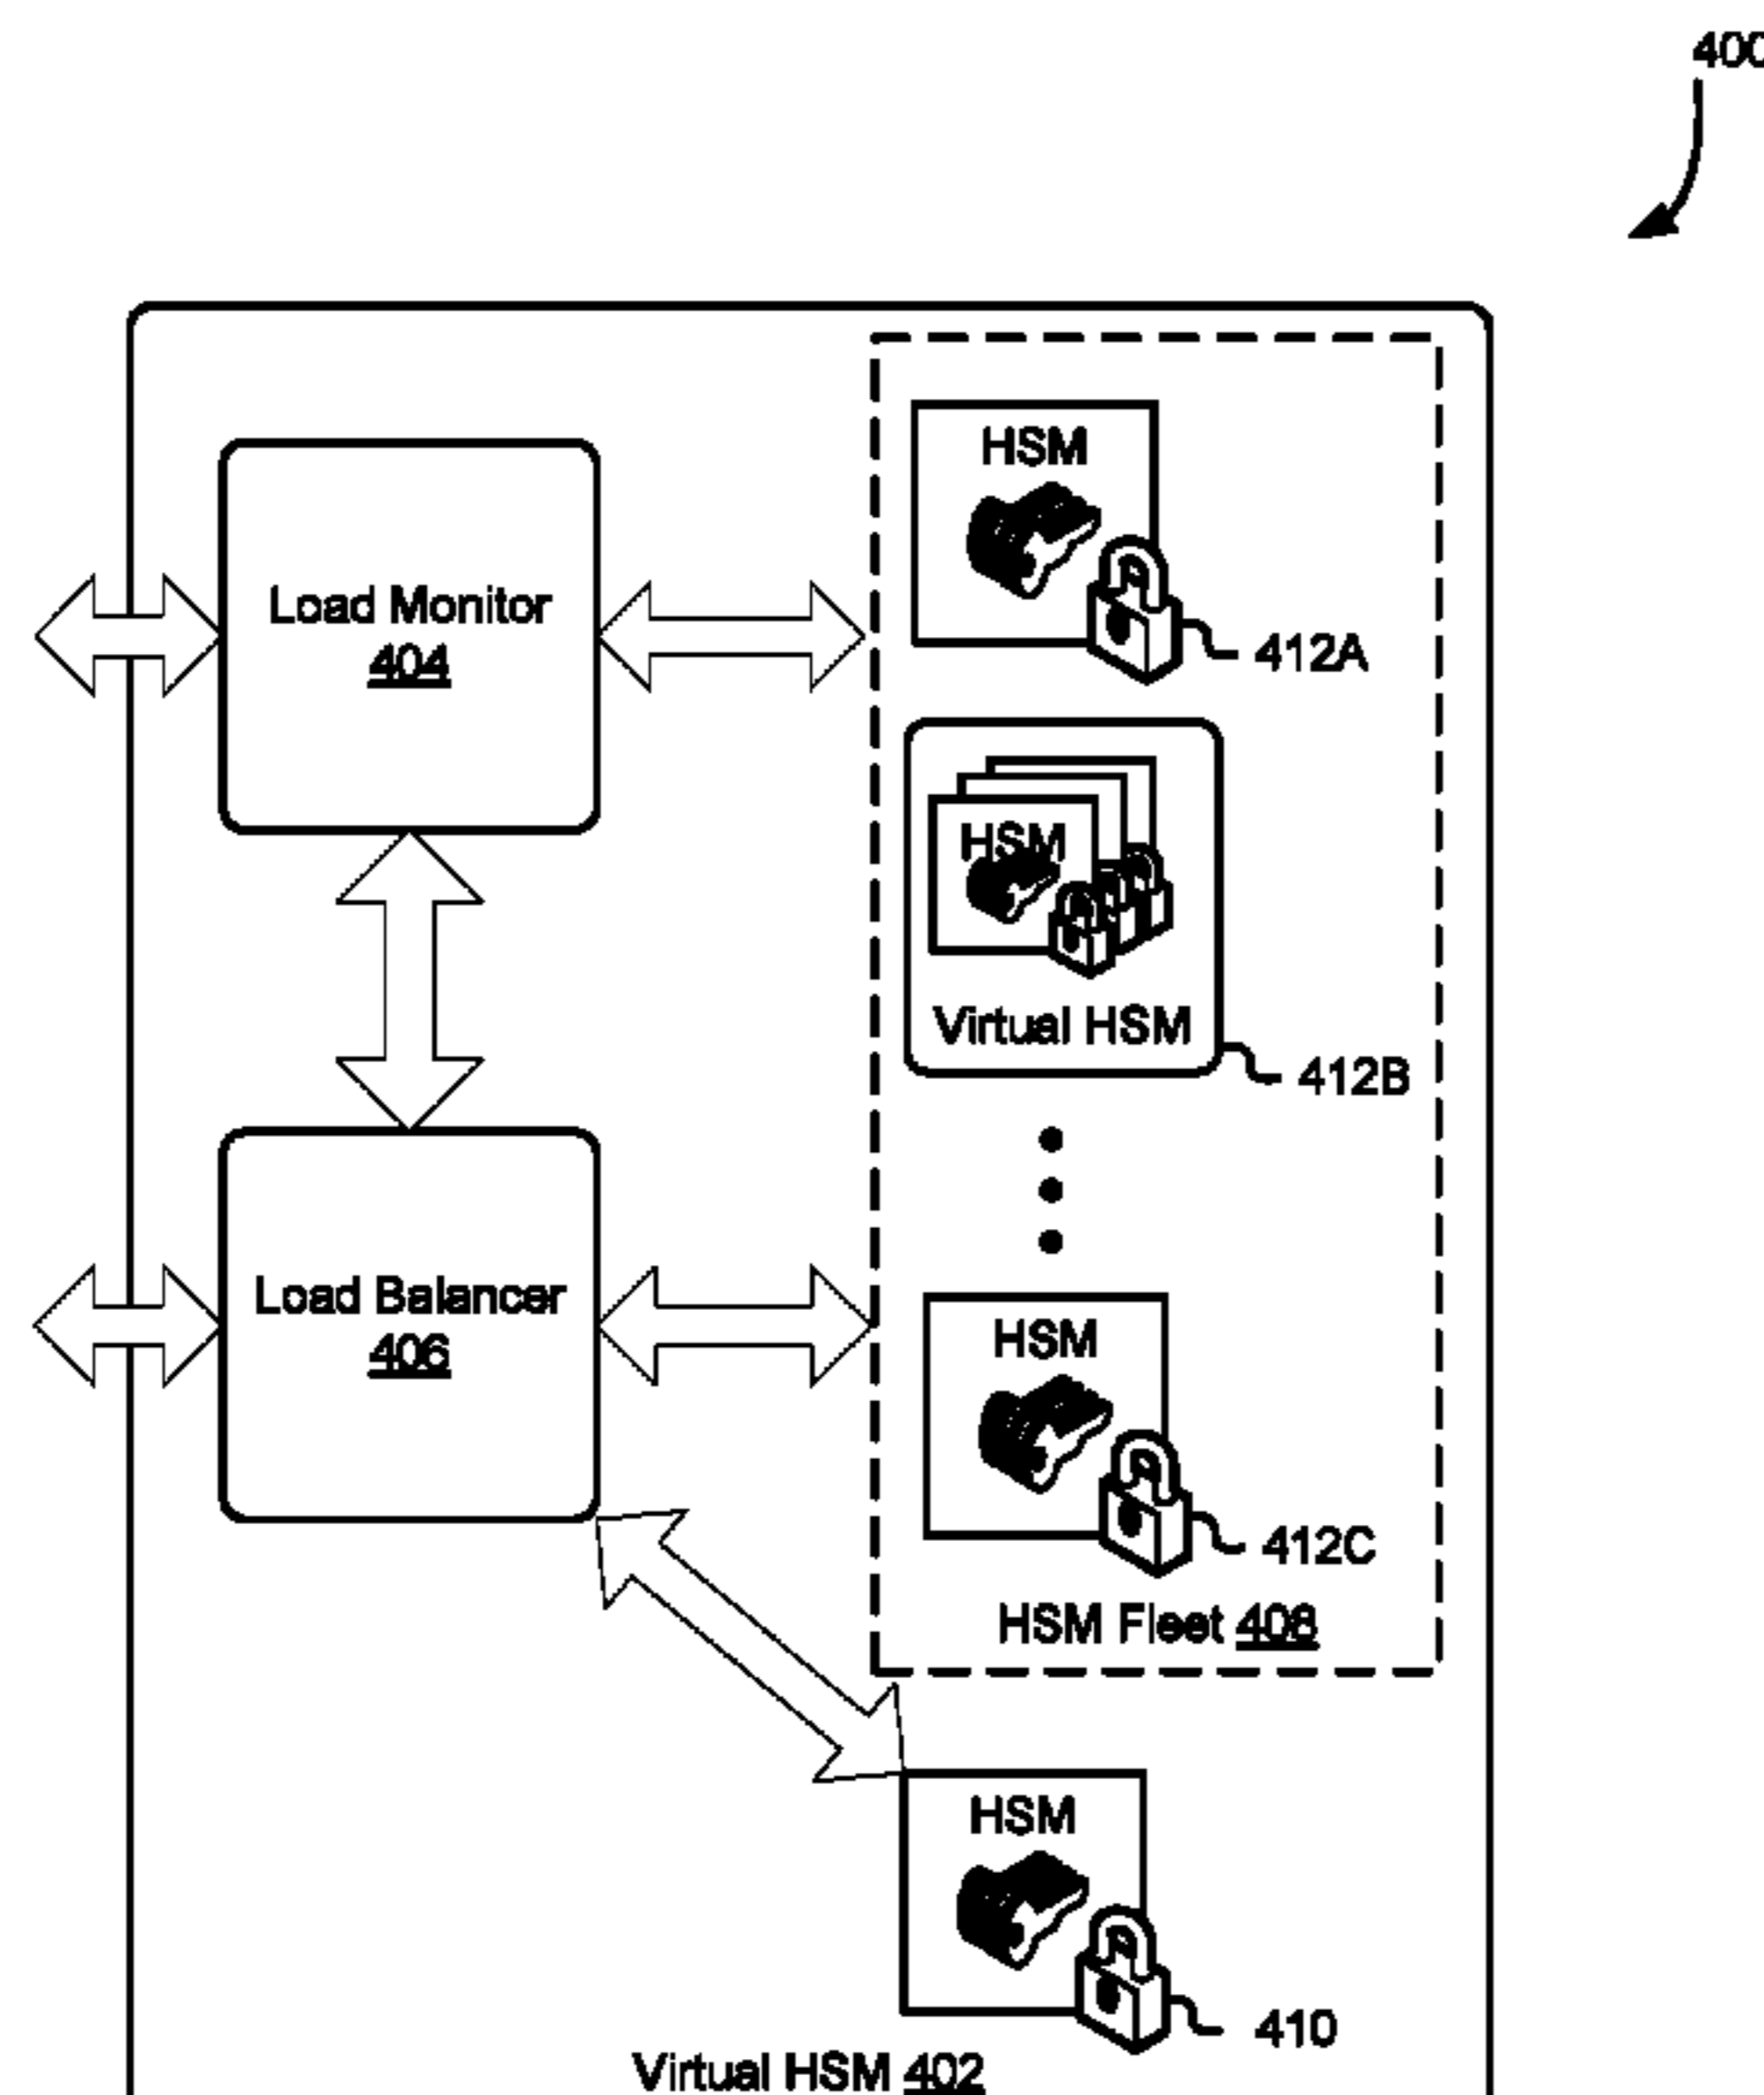 400
HSM
Load Monitor
404
412A
HSM
Virtual HSM
412B
Load Balancer
406
HSM
412C
HSM Fleet 408
HSM
410
Virtual HSM 402